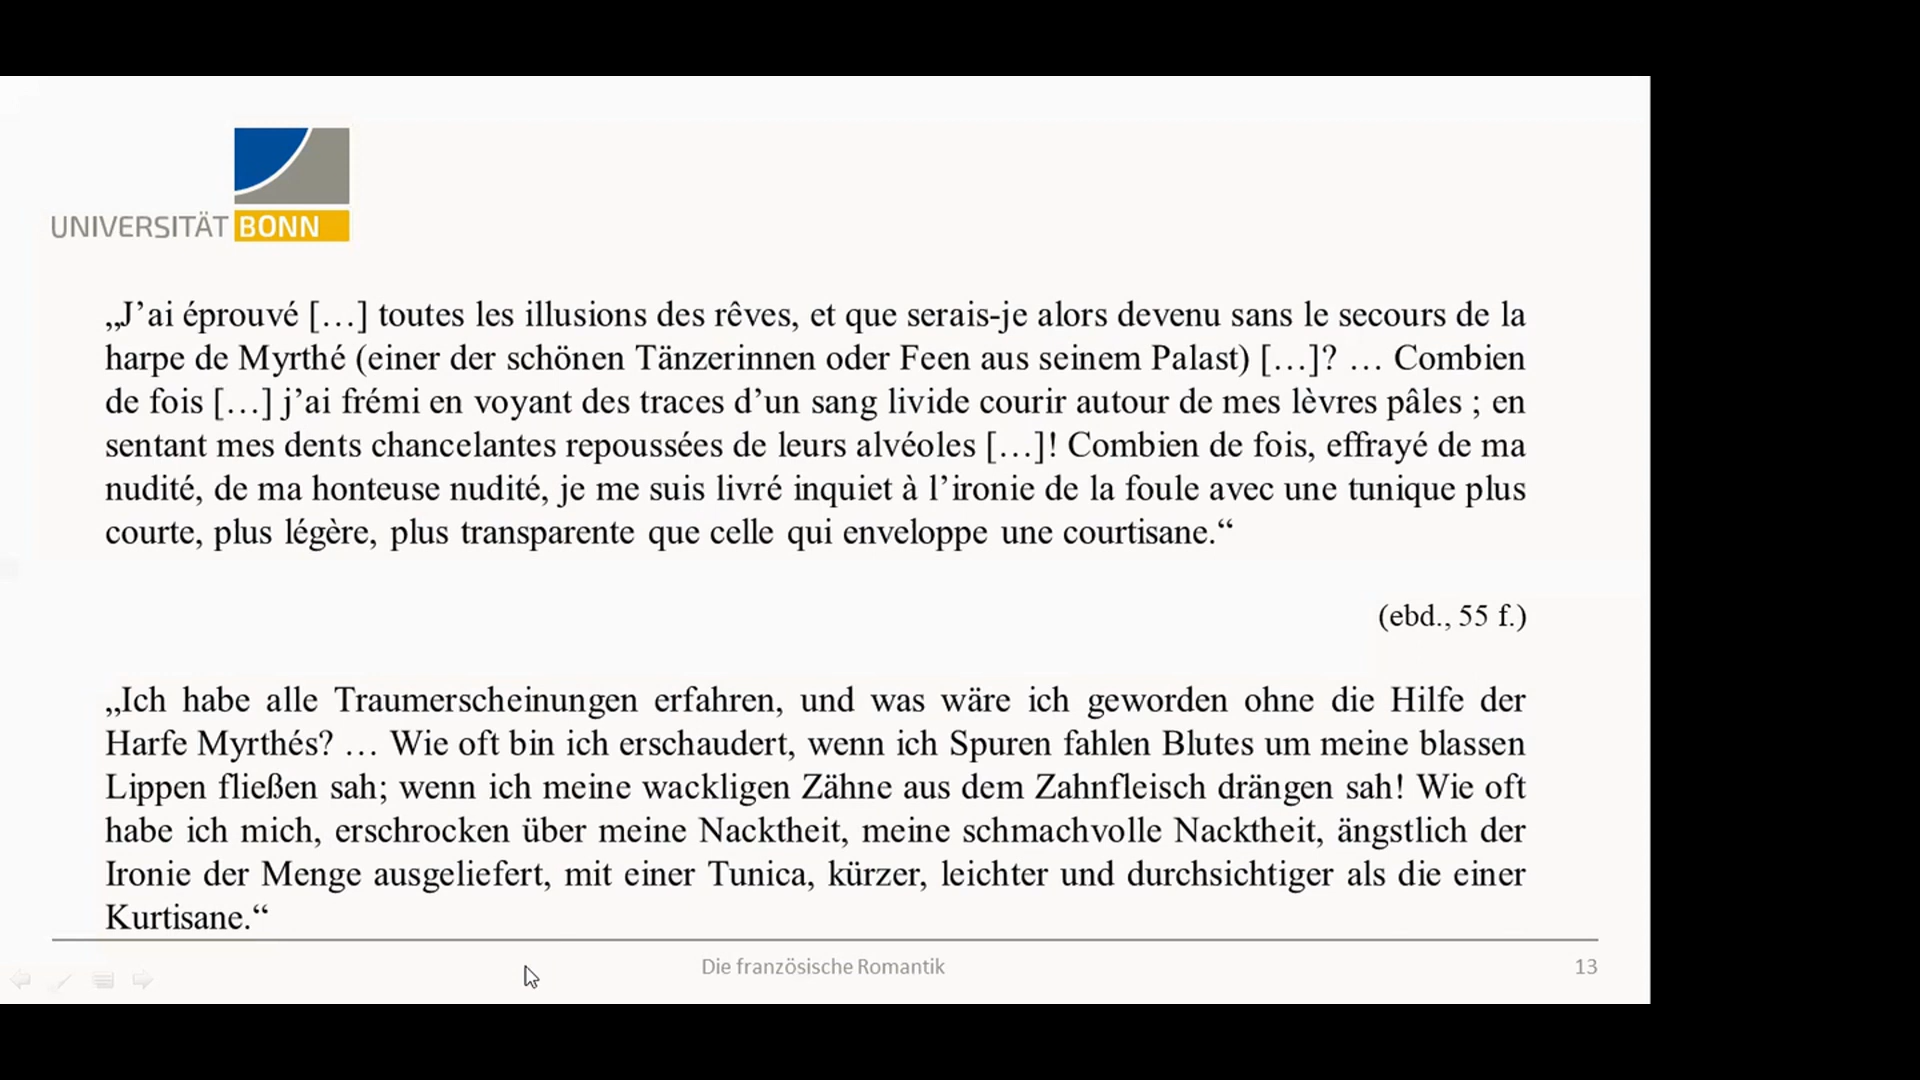 UNIVERSITÄT BONN
„J’ai éprouvé […] toutes les illusions des rêves, et que serais-je alors devenu sans le secours de la
harpe de Myrthé (einer der schönen Tänzerinnen oder Feen aus seinem Palast) […]? … Combien
de fois […] j’ai frémi en voyant des traces d’un sang livide courir autour de mes lèvres pâles ; en
sentant mes dents chancelantes repoussées de leurs alvéoles […]! Combien de fois, effrayé de ma
nudité, de ma honteuse nudité, je me suis livré inquiet à l’ironie de la foule avec une tunique plus
courte, plus légère, plus transparente que celle qui enveloppe une courtisane.“
(ebd., 55 f.)
„Ich habe alle Traumerscheinungen erfahren, und was wäre ich geworden ohne die Hilfe der
Harfe Myrthés? … Wie oft bin ich erschaudert, wenn ich Spuren fahlen Blutes um meine blassen
Lippen fließen sah; wenn ich meine wackligen Zähne aus dem Zahnfleisch drängen sah! Wie oft
habe ich mich, erschrocken über meine Nacktheit, meine schmachvolle Nacktheit, ängstlich der
Ironie der Menge ausgeliefert, mit einer Tunica, kürzer, leichter und durchsichtiger als die einer
Kurtisane.“
Die französische Romantik
13